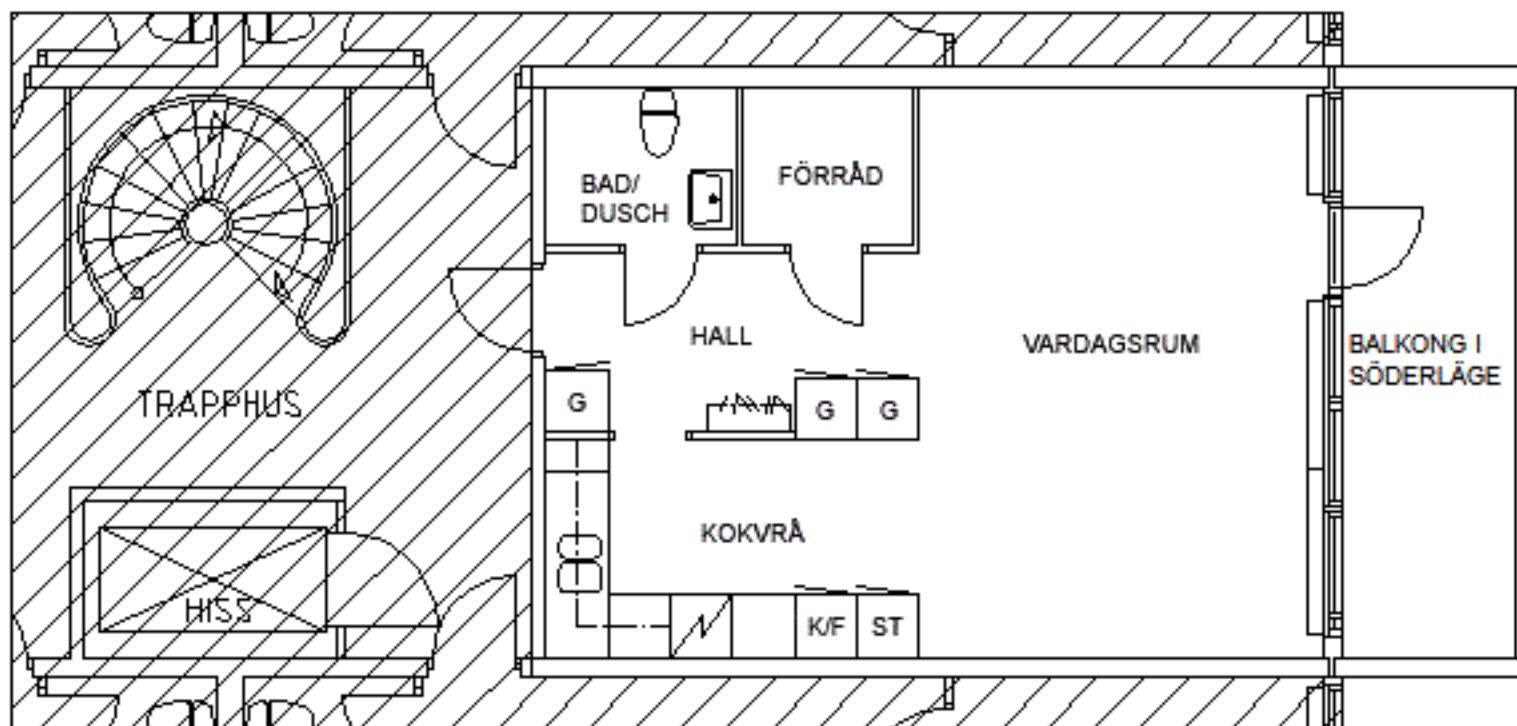 BAD/
DUSCH
FÖRRÅD
HALL
VARDAGSRUM
BALKONG I
SÖDERLÄGE
TRAPPHUS
G
G
G
KOKVRÅ
HISS
K/F
ST